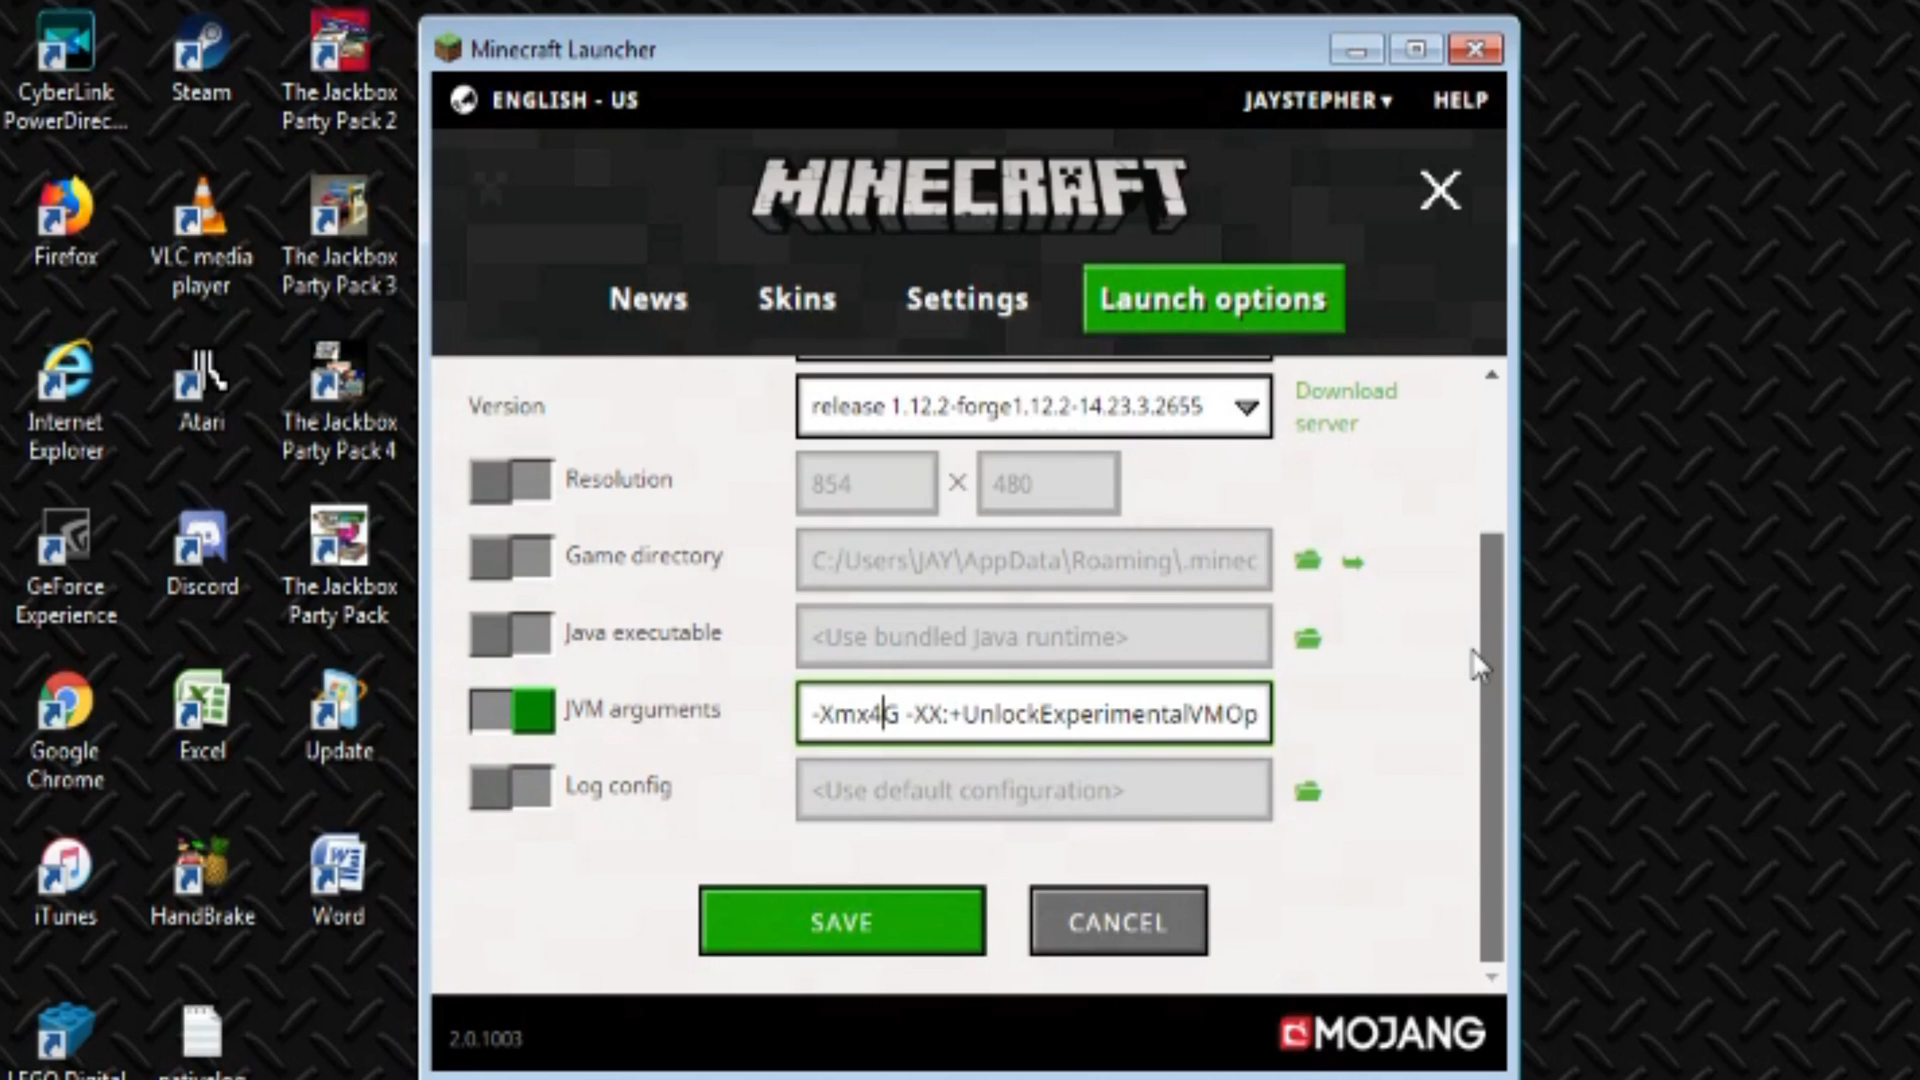 CyberLink
PowerDirec...
Steam
The Jackbox
Party Pack 2
Firefox
VLC media
player
The Jackbox
Party Pack 3
Internet
Explorer
Atari
The Jackbox
Party Pack 4
GeForce
Experience
Discord
The Jackbox
Party Pack
Google
Chrome
Excel
Update
iTunes
HandBrake
Word
LEGO Digital
Minecraft Launcher
ENGLISH - US
JAYSTEPHER▾
HELP
MINECRAFT
News
Skins
Settings
Launch options
Version
release 1.12.2-forge1.12.2-14.23.3.2655
Download
server
Resolution
854 × 480
Game directory
C:/Users\JAY\AppData\Roaming\.minec
Java executable
<Use bundled Java runtime>
JVM arguments
-Xmx4G -XX:+UnlockExperimentalVMOp
Log config
<Use default configuration>
SAVE
CANCEL
2.0.1003
MOJANG